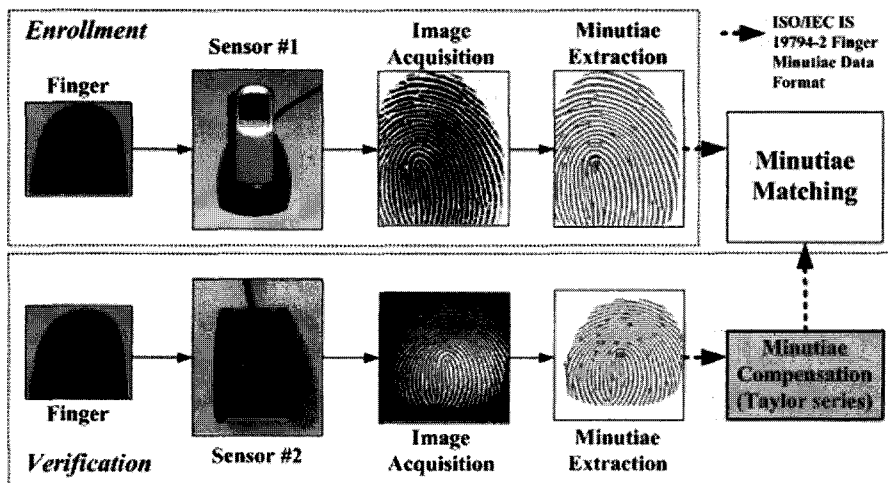 Enrollment
Finger
Sensor #1
Image
Acquisition
Minutiae
Extraction
ISO/IEC IS
19794-2 Finger
Minutiae Data
Format
Minutiae
Matching
Finger
Verification
Sensor #2
Image
Acquisition
Minutiae
Extraction
Minutiae
Compensation
(Taylor series)